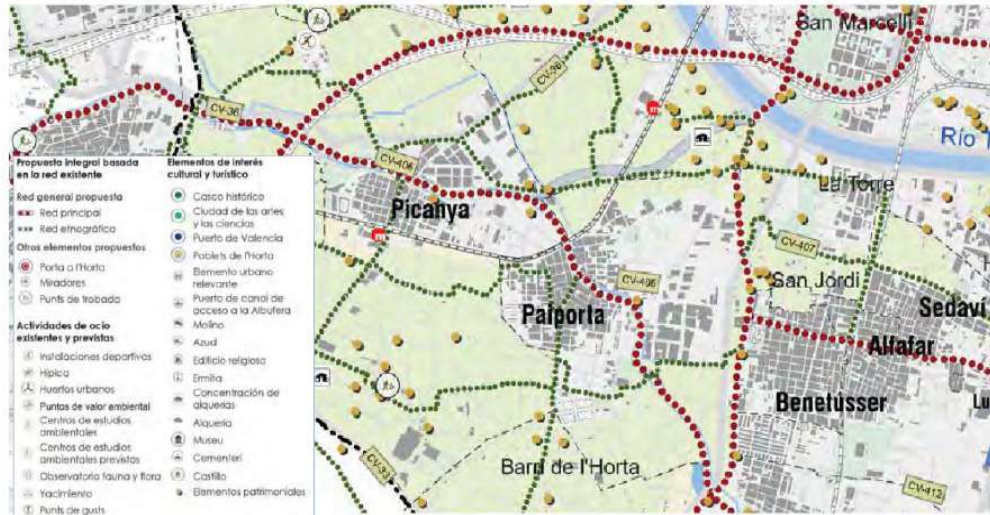 San Marcelli
CV-36
CV-36
CV-406
Río T
La Torre
Picanya
CV-407
San Jordi
Sedaví
CV-406
Paiporta
Alfafar
Benetússer
Lu
Barri de l'Horta
CV-33
CV-412
Propuesta integral basada
en la red existente
Red general propuesta
Red principal
Red etnográfica
Otros elementos propuestos
Porta a l'Horta
Miradores
Punts de trobada
Actividades de ocio
existentes y previstas
Instalaciones deportivas
Hípica
Huertos urbanos
Puntos de valor ambiental
Centros de estudios
ambientales
Centros de estudios
ambientales previstos
Observatorio fauna y flora
Yacimiento
Punts de gusts
Elementos de interés
cultural y turístico
Casco histórico
Ciudad de las artes
y las ciencias
Puerto de Valencia
Poblets de l'Horta
Elemento urbano
relevante
Puerto de canal de
acceso a la Albufera
Molino
Azud
Edificio religioso
Ermita
Concentración de
alquerías
Alquería
Museu
Cementeri
Castillo
Elementos patrimoniales